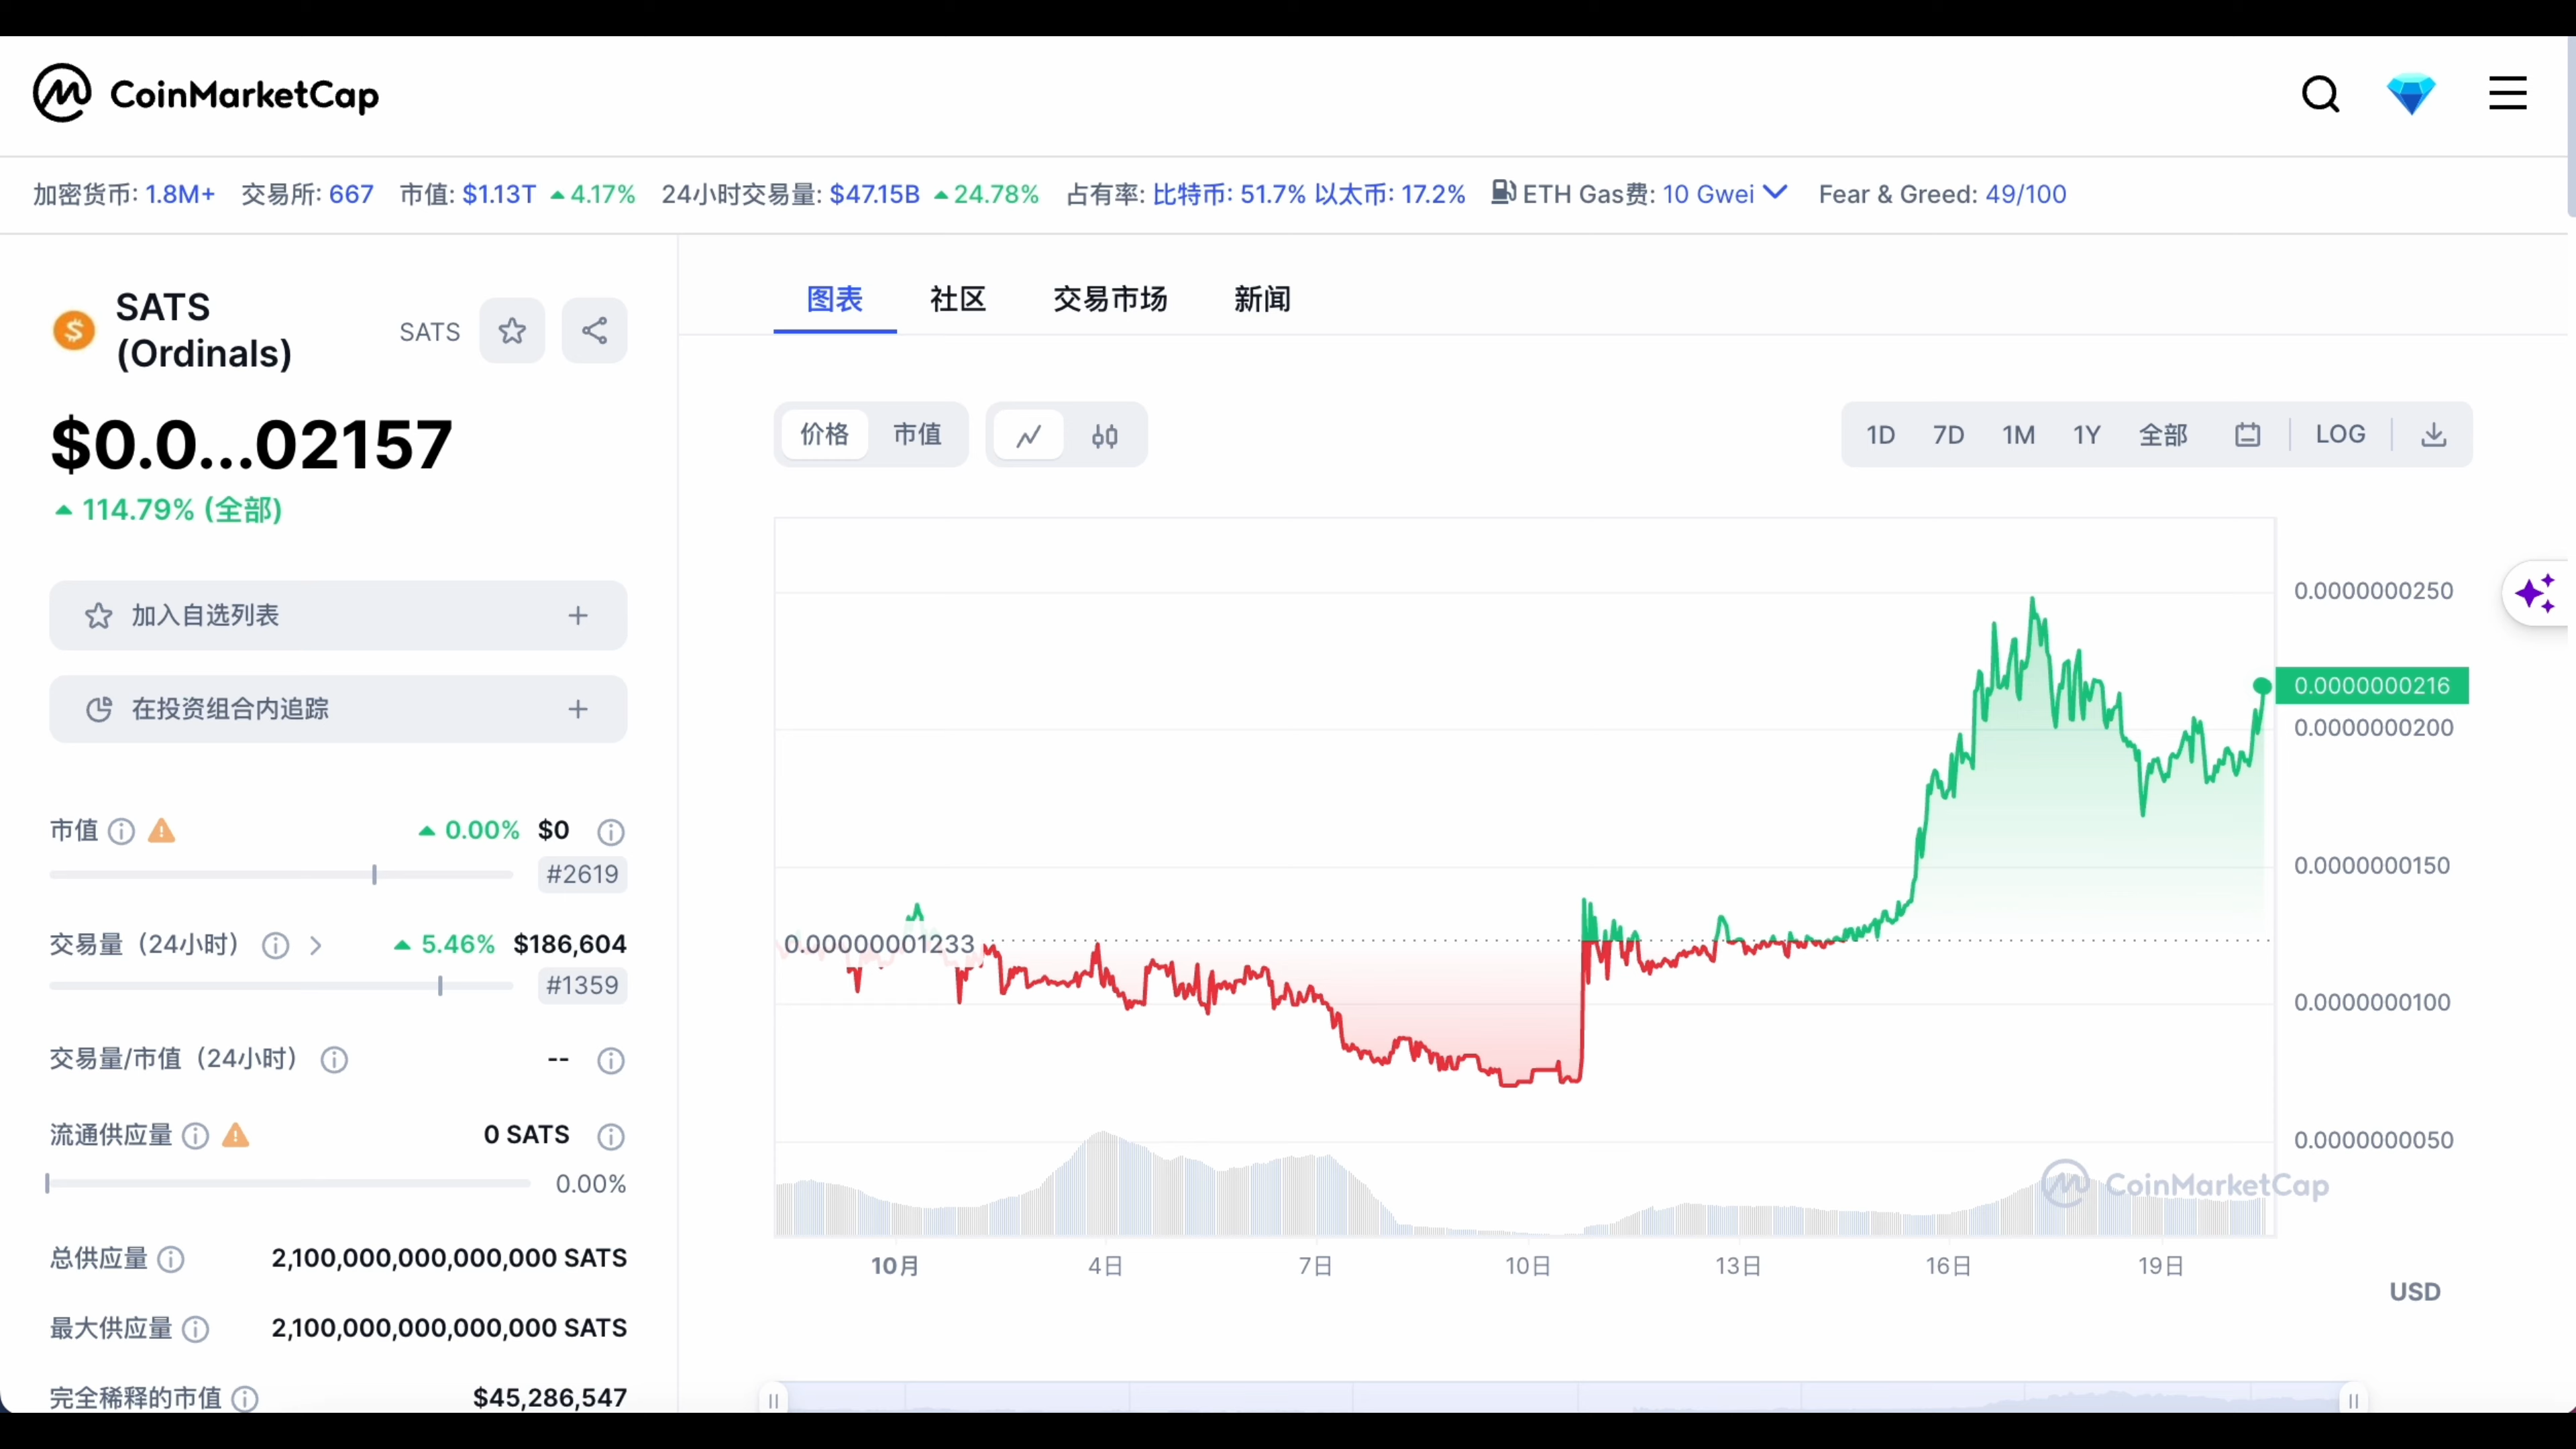 CoinMarketCap
加密货币: 1.8M+ 交易所: 667 市值: $1.13T 4.17% 24小时交易量: $47.15B 24.78% 占有率: 比特币: 51.7% 以太币: 17.2% ETH Gas费: 10 Gwei Fear & Greed: 49/100
SATS
(Ordinals)
SATS
$0.0...02157
114.79% (全部)
加入自选列表 +
在投资组合内追踪 +
市值 0.00% $0
#2619
交易量（24小时） 5.46% $186,604
#1359
交易量/市值（24小时） --
流通供应量 0 SATS
0.00%
总供应量 2,100,000,000,000,000 SATS
最大供应量 2,100,000,000,000,000 SATS
完全稀释的市值 $45,286,547
图表 社区 交易市场 新闻
价格 市值
1D 7D 1M 1Y 全部 LOG
0.0000000250
0.0000000216
0.0000000200
0.0000000150
0.00000001233
0.0000000100
0.0000000050
CoinMarketCap
10月 4日 7日 10日 13日 16日 19日
USD